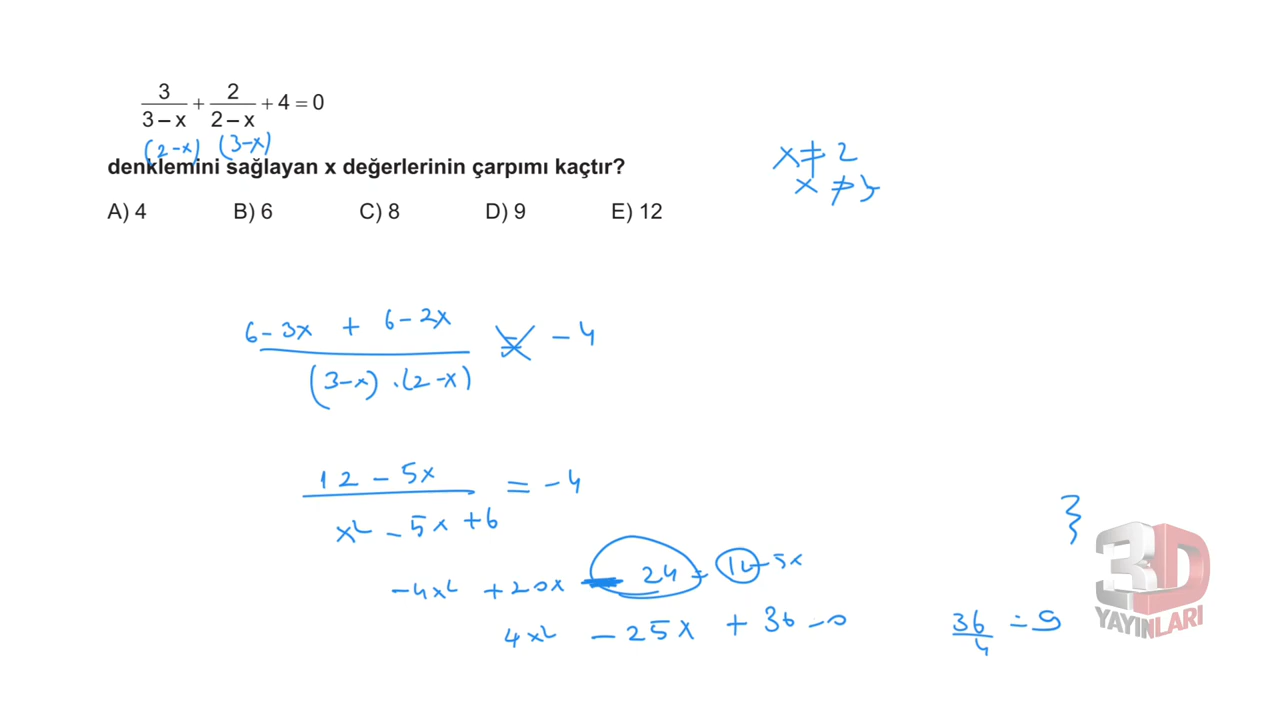 3/(3 – x) + 2/(2 – x) + 4 = 0
(2-x) (3-x)
denklemini sağlayan x değerlerinin çarpımı kaçtır?
A) 4 B) 6 C) 8 D) 9 E) 12
x ≠ 2
x ≠ 3
(6 - 3x + 6 - 2x)/((3-x) . (2-x)) = -4
(12 - 5x)/(x² - 5x + 6) = -4
-4x² + 20x - 24 = 12 - 5x
4x² - 25x + 36 = 0
36/4 = 9
3D
YAYINLARI